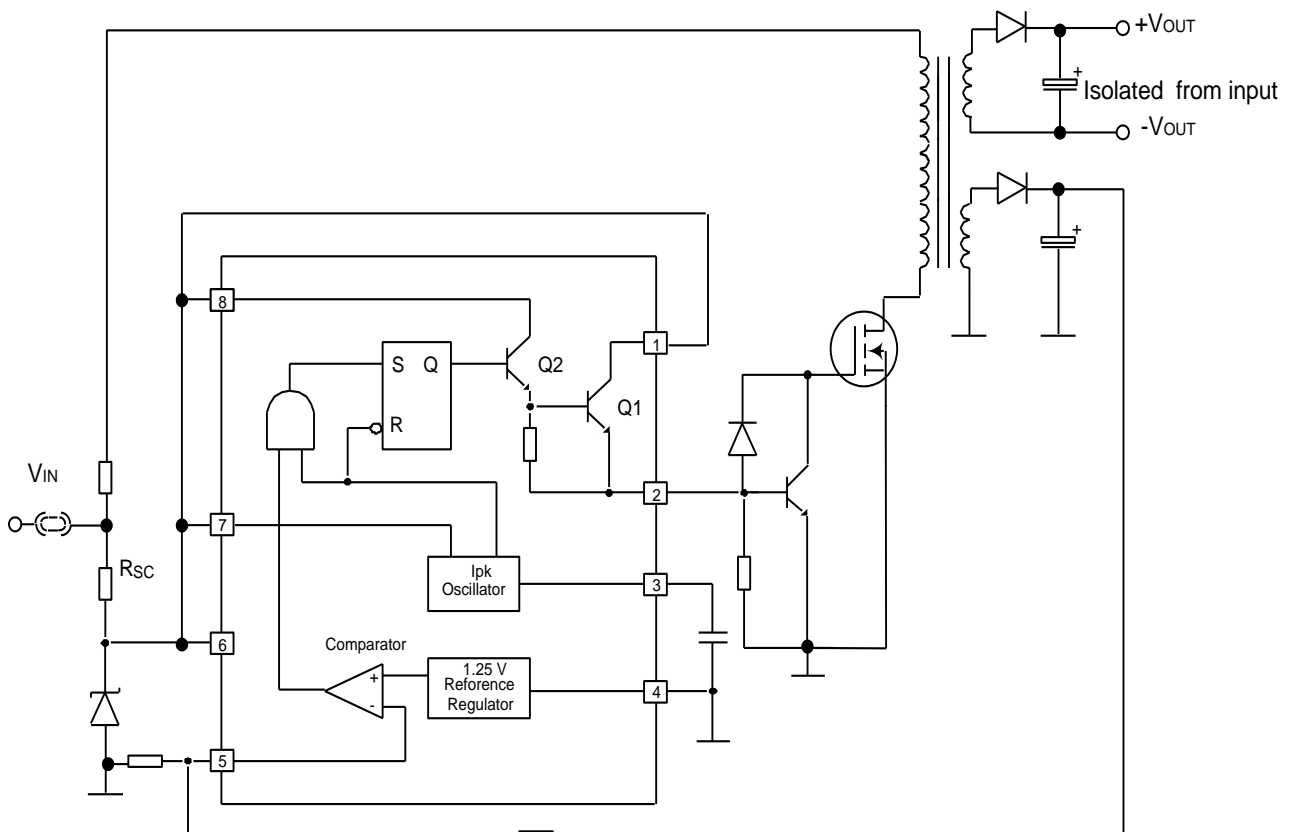 +VOUT
+
Isolated from input
-VOUT
+
8
1
S Q
Q2
Q1
R
VIN
2
7
RSC
Ipk
Oscillator
3
6
Comparator
1.25 V
Reforence
Regulator
+
-
4
5